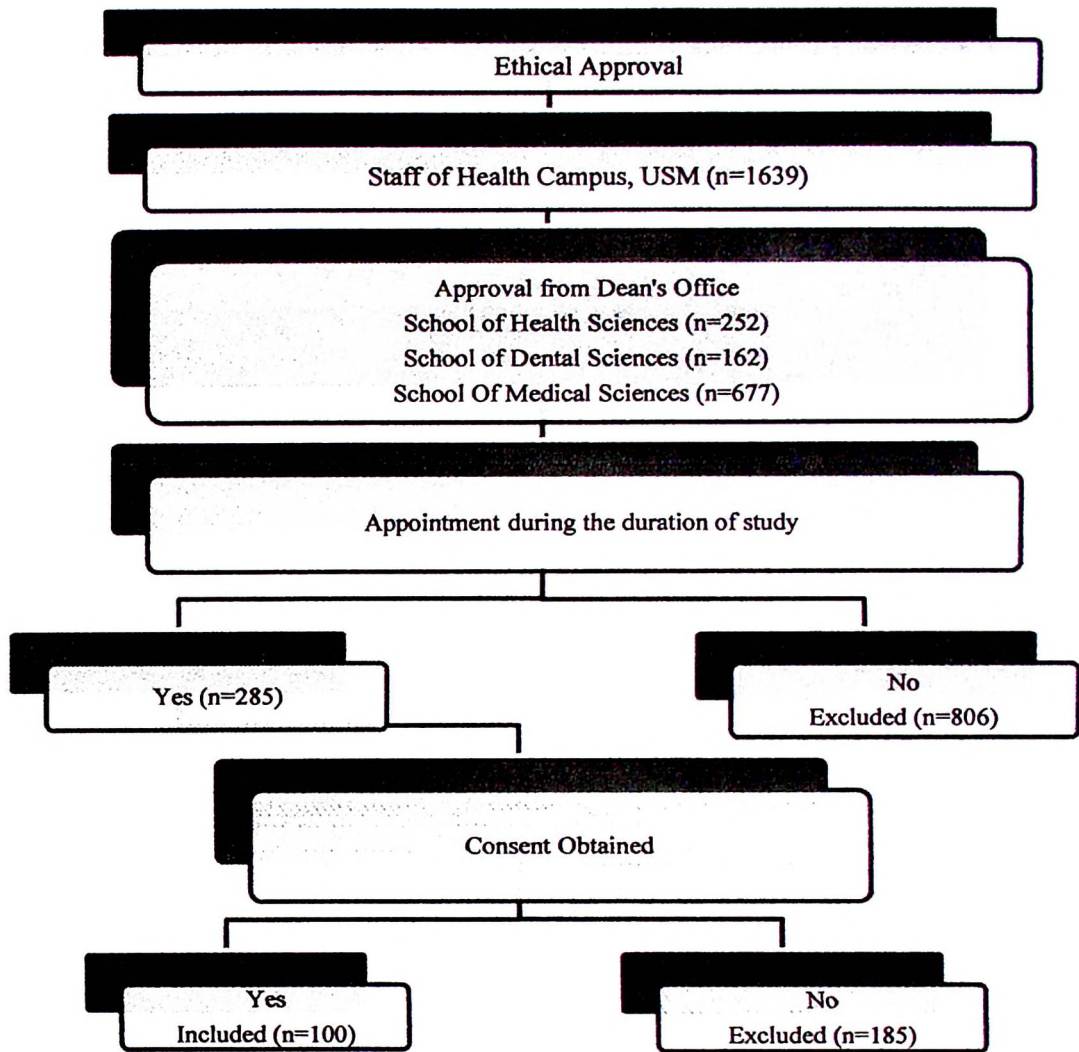 Ethical Approval
Staff of Health Campus, USM (n=1639)
Approval from Dean's Office
School of Health Sciences (n=252)
School of Dental Sciences (n=162)
School Of Medical Sciences (n=677)
Appointment during the duration of study
Yes (n=285)
No
Excluded (n=806)
Consent Obtained
Yes
Included (n=100)
No
Excluded (n=185)